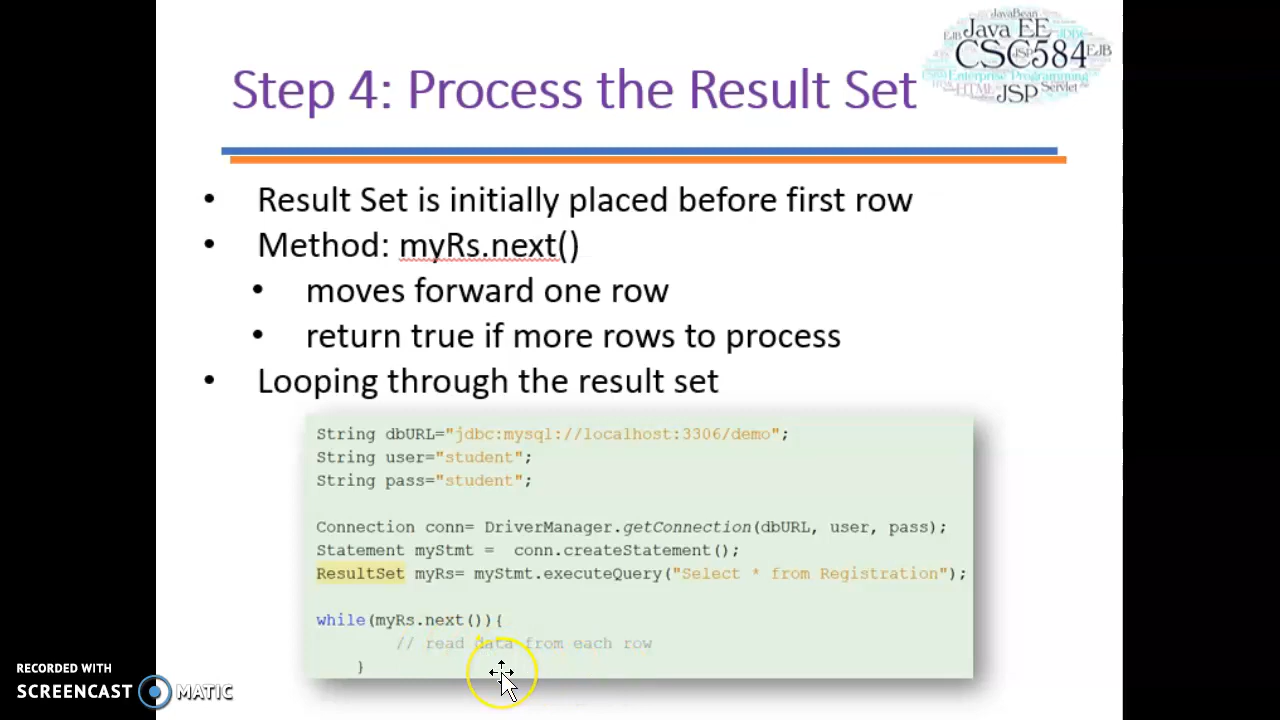 JavaBean
Java EE
CSC584
EJB
JSP
Enterprise Programming
HTML
Servlet
JSP
Step 4: Process the Result Set
• Result Set is initially placed before first row
• Method: myRs.next()
• moves forward one row
• return true if more rows to process
• Looping through the result set
String dbURL="jdbc:mysql://localhost:3306/demo";
String user="student";
String pass="student";
Connection conn= DriverManager.getConnection(dbURL, user, pass);
Statement myStmt = conn.createStatement();
ResultSet myRs= myStmt.executeQuery("Select * from Registration");
while(myRs.next()){
// read data from each row
}
RECORDED WITH
SCREENCAST MATIC